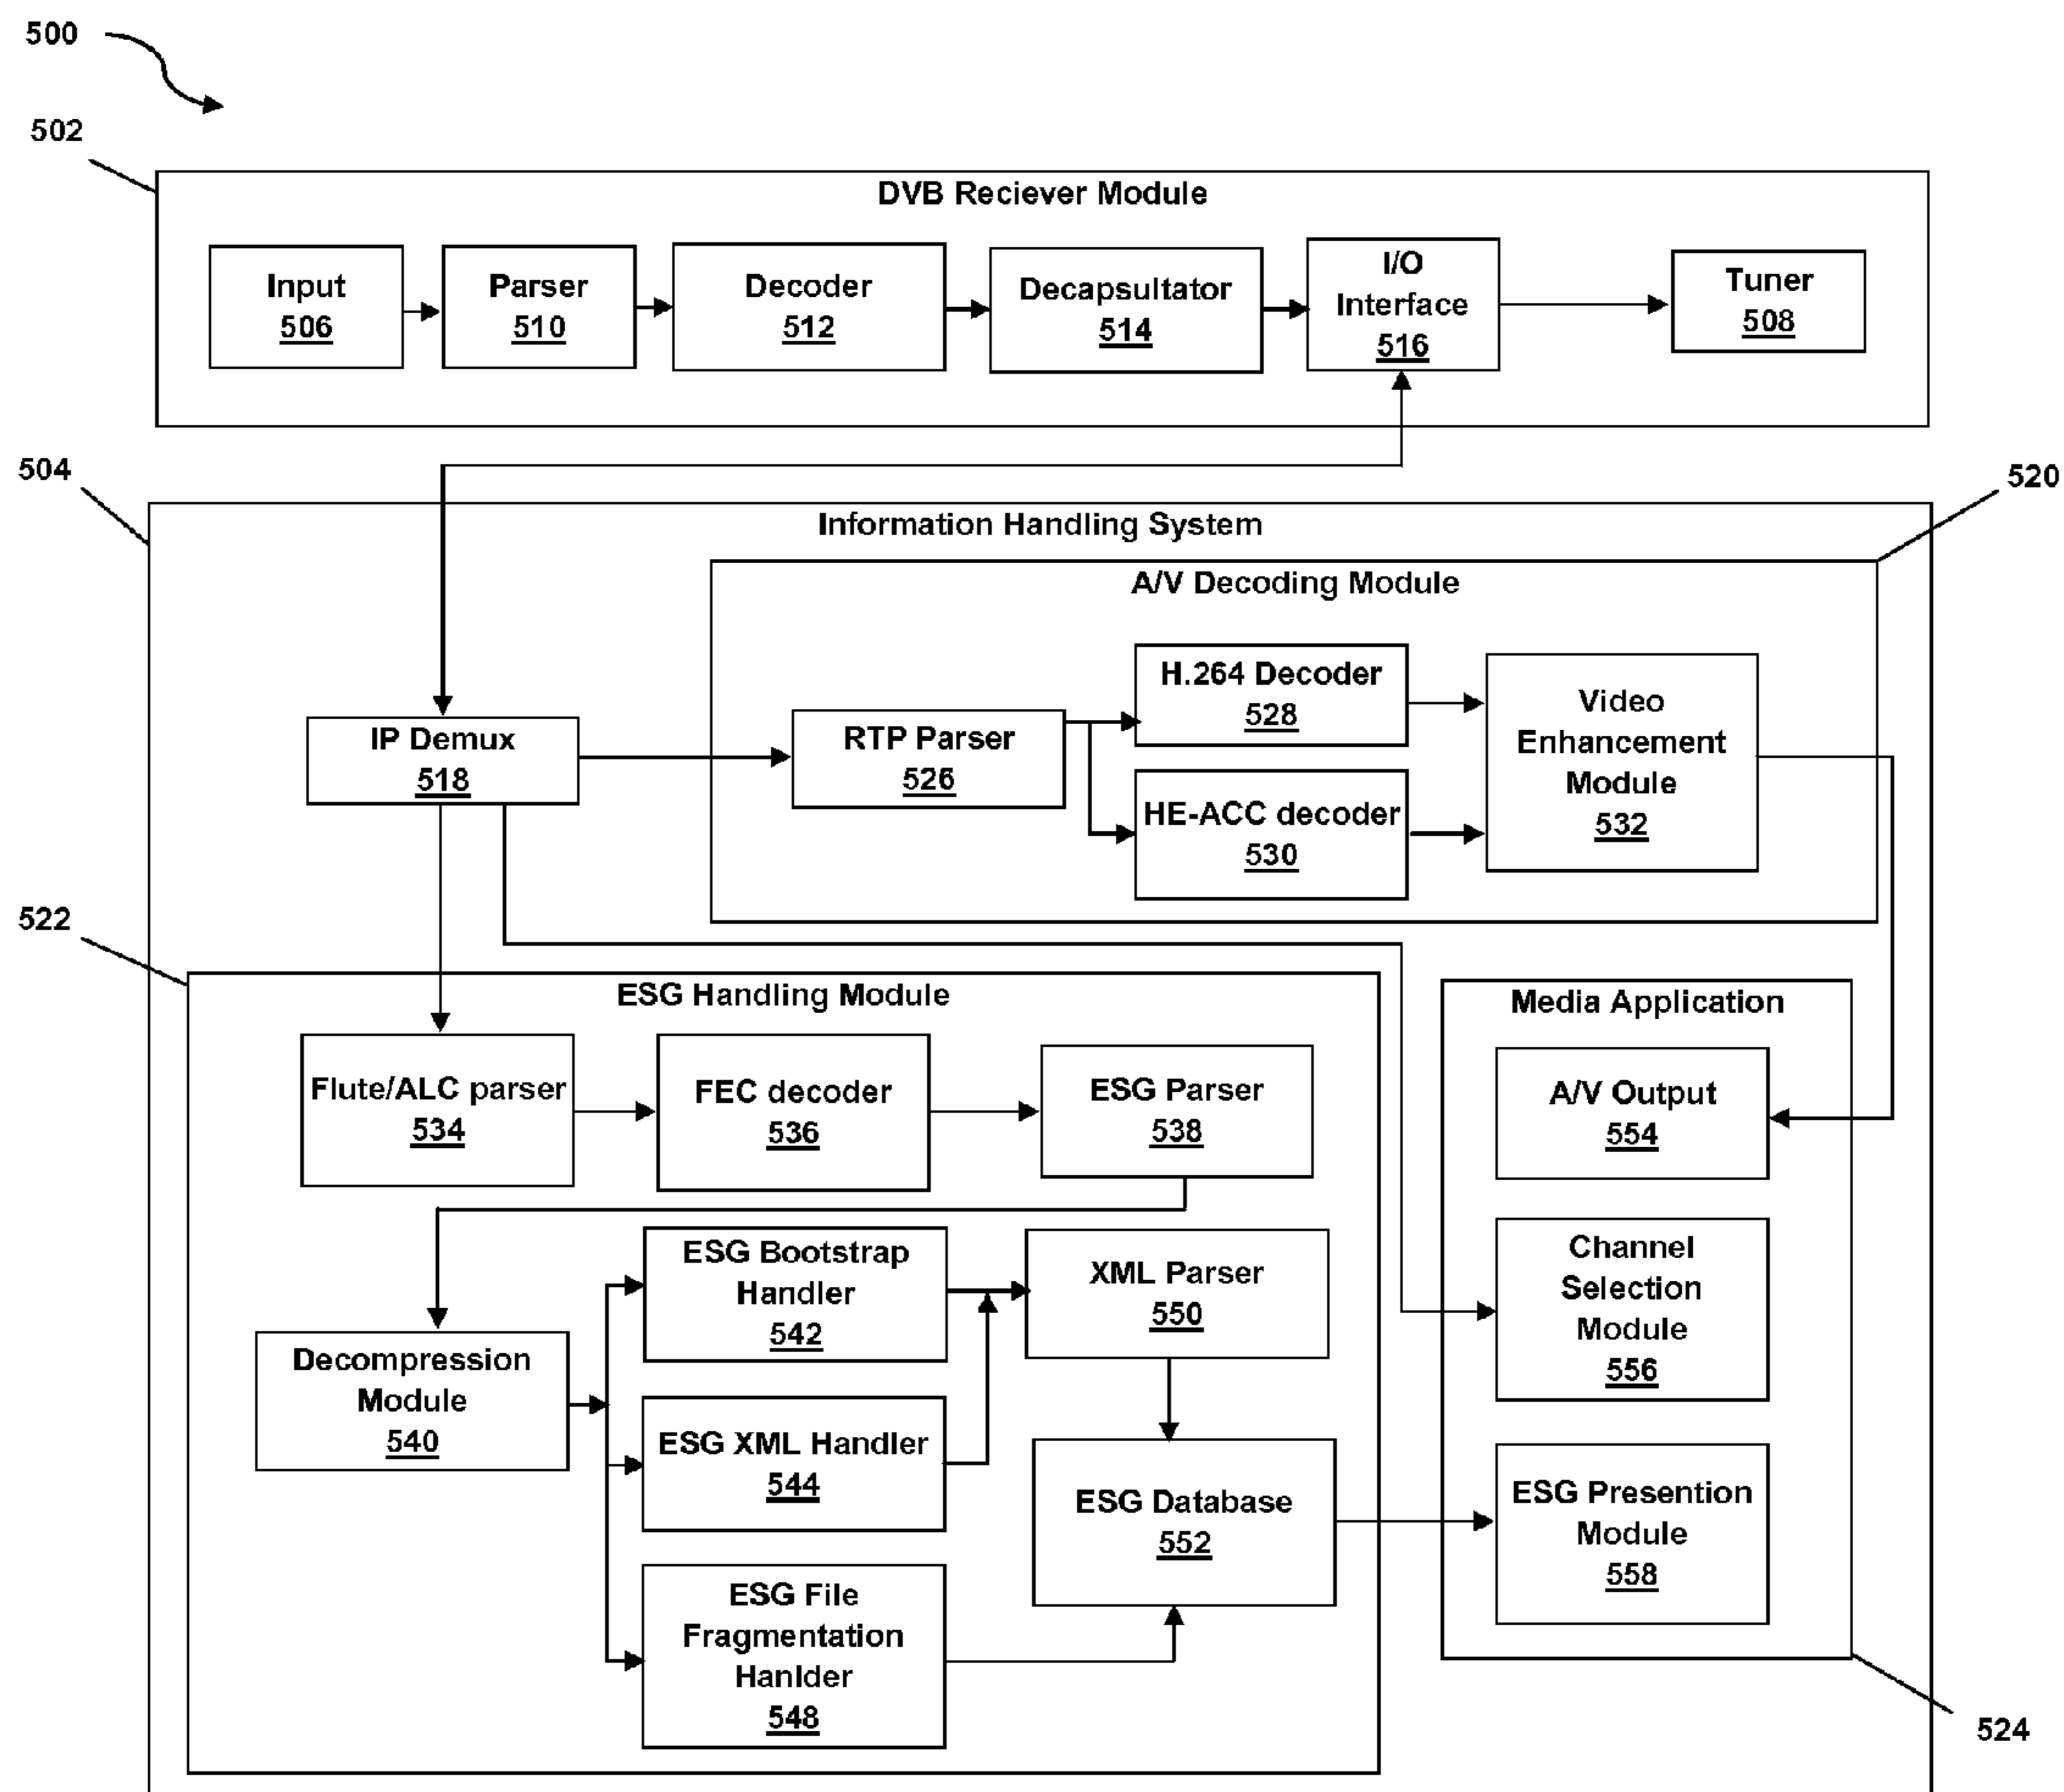 500
502
DVB Reciever Module
Input
506
Parser
510
Decoder
512
Decapsultator
514
I/O
Interface
516
Tuner
508
504
520
Information Handling System
A/V Decoding Module
IP Demux
518
RTP Parser
526
H.264 Decoder
528
HE-ACC decoder
530
Video
Enhancement
Module
532
522
ESG Handling Module
Flute/ALC parser
534
FEC decoder
536
ESG Parser
538
Decompression
Module
540
ESG Bootstrap
Handler
542
ESG XML Handler
544
ESG File
Fragmentation
Hanlder
548
XML Parser
550
ESG Database
552
Media Application
A/V Output
554
Channel
Selection
Module
556
ESG Presention
Module
558
524